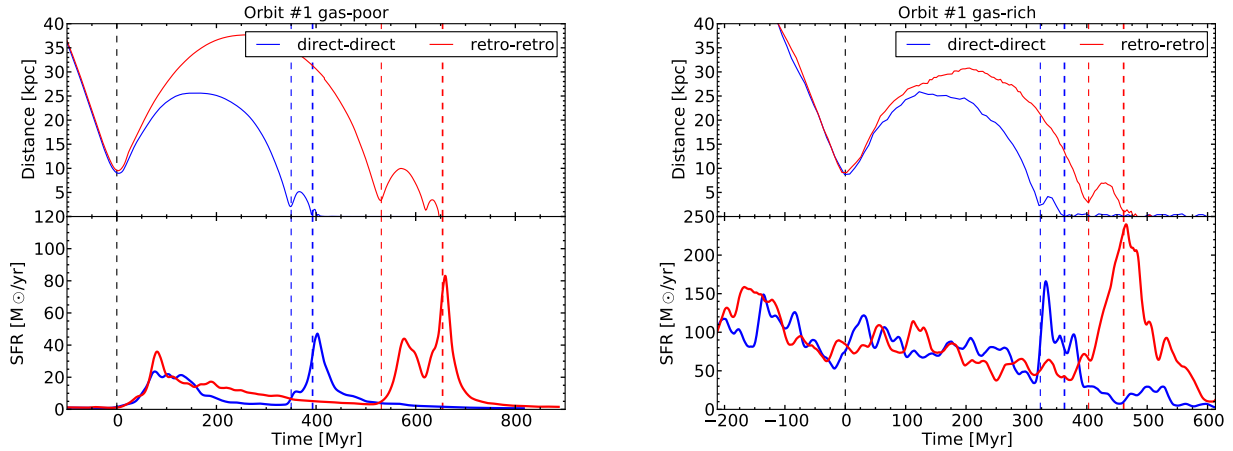 Orbit #1 gas-poor
direct-direct retro-retro
Distance [kpc]
40
35
30
25
20
15
10
5
120
100
80
60
40
20
0
SFR [M⊙/yr]
0 200 400 600 800
Time [Myr]
Orbit #1 gas-rich
direct-direct retro-retro
Distance [kpc]
40
35
30
25
20
15
10
5
250
200
150
100
50
0
SFR [M⊙/yr]
−200 −100 0 100 200 300 400 500 600
Time [Myr]